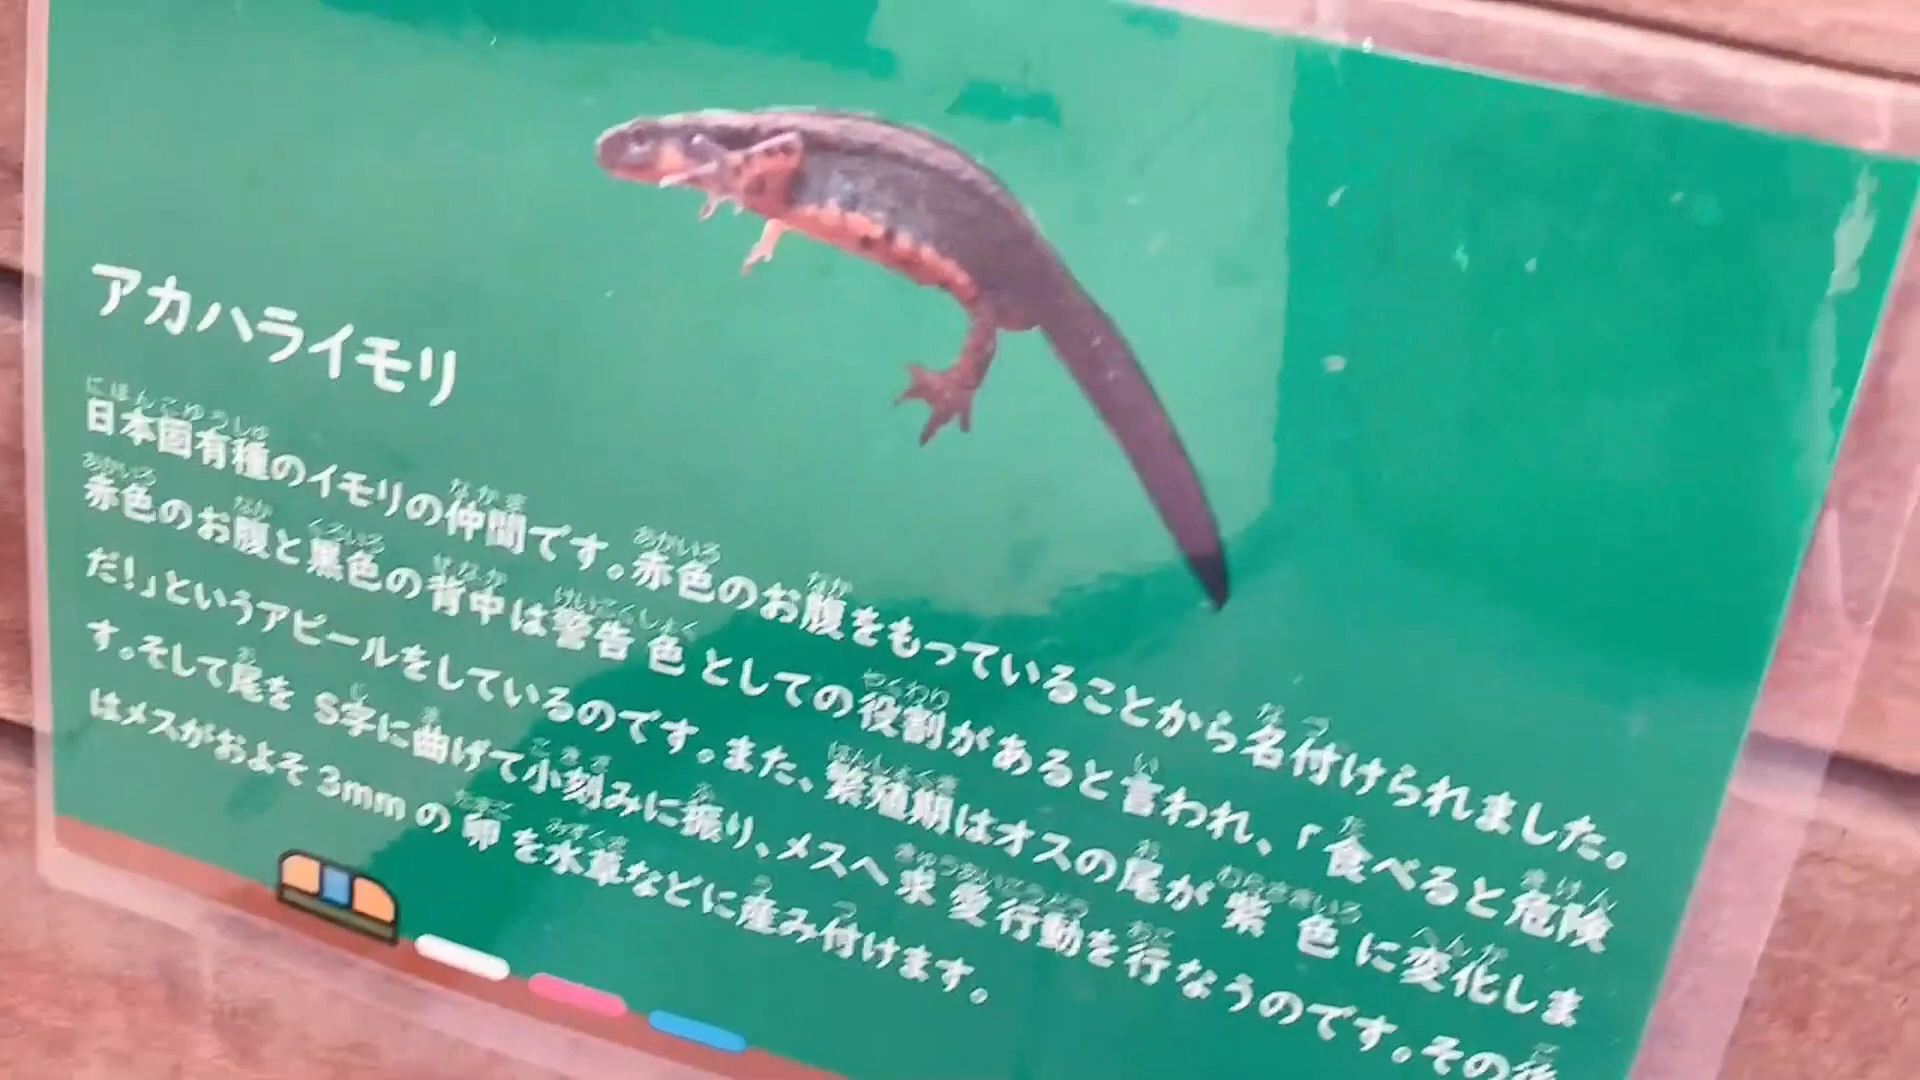 アカハライモリ
日本固有種のイモリの仲間です。赤色のお腹をもっていることから名付けられました。
赤色のお腹と黒色の背中は警告色としての役割があると言われ、「食べると危険
だ!」というアピールをしているのです。また、繁殖期はオスの尾が紫色に変化しま
す。そして尾をS字に曲げて小刻みに振り、メスへ求愛行動を行なうのです。その後
はメスがおよそ3mmの卵を水草などに産み付けます。